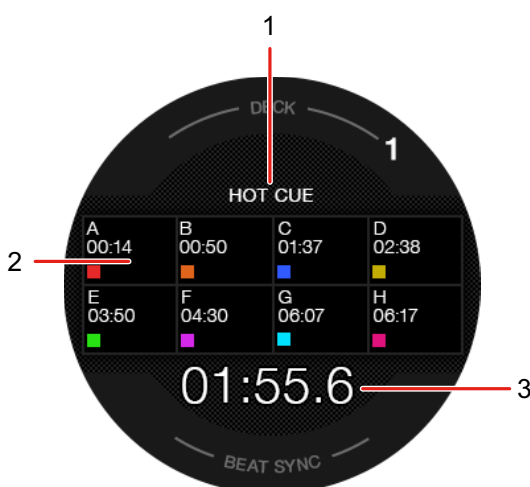 1
DECK
1
HOT CUE
A B C D
00:14 00:50 01:37 02:38
2
E F G H
03:50 04:30 06:07 06:17
01:55.6
3
BEAT SYNC